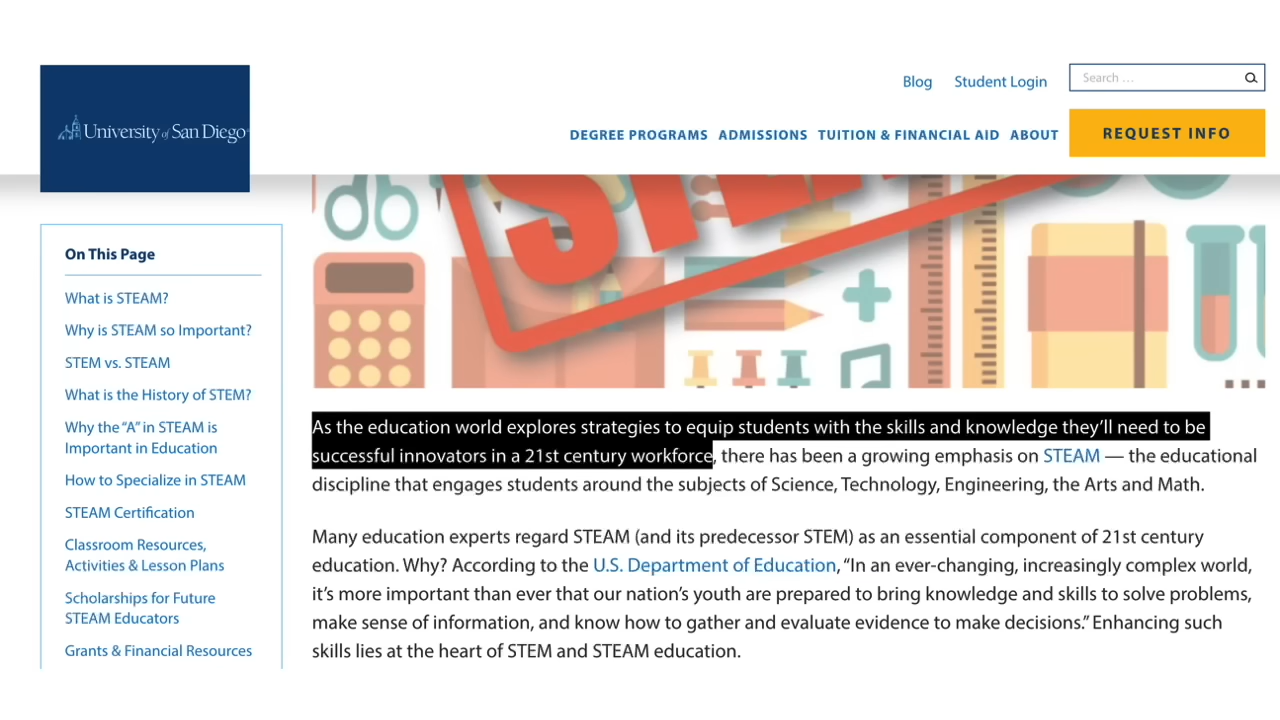 Blog
Student Login
Search ...
University of San Diego
DEGREE PROGRAMS
ADMISSIONS
TUITION & FINANCIAL AID
ABOUT
REQUEST INFO
On This Page
What is STEAM?
Why is STEAM so Important?
STEM vs. STEAM
What is the History of STEM?
Why the “A” in STEAM is
Important in Education
How to Specialize in STEAM
STEAM Certification
Classroom Resources,
Activities & Lesson Plans
Scholarships for Future
STEAM Educators
Grants & Financial Resources
As the education world explores strategies to equip students with the skills and knowledge they’ll need to be
successful innovators in a 21st century workforce, there has been a growing emphasis on STEAM — the educational
discipline that engages students around the subjects of Science, Technology, Engineering, the Arts and Math.
Many education experts regard STEAM (and its predecessor STEM) as an essential component of 21st century
education. Why? According to the U.S. Department of Education, “In an ever-changing, increasingly complex world,
it’s more important than ever that our nation’s youth are prepared to bring knowledge and skills to solve problems,
make sense of information, and know how to gather and evaluate evidence to make decisions.” Enhancing such
skills lies at the heart of STEM and STEAM education.